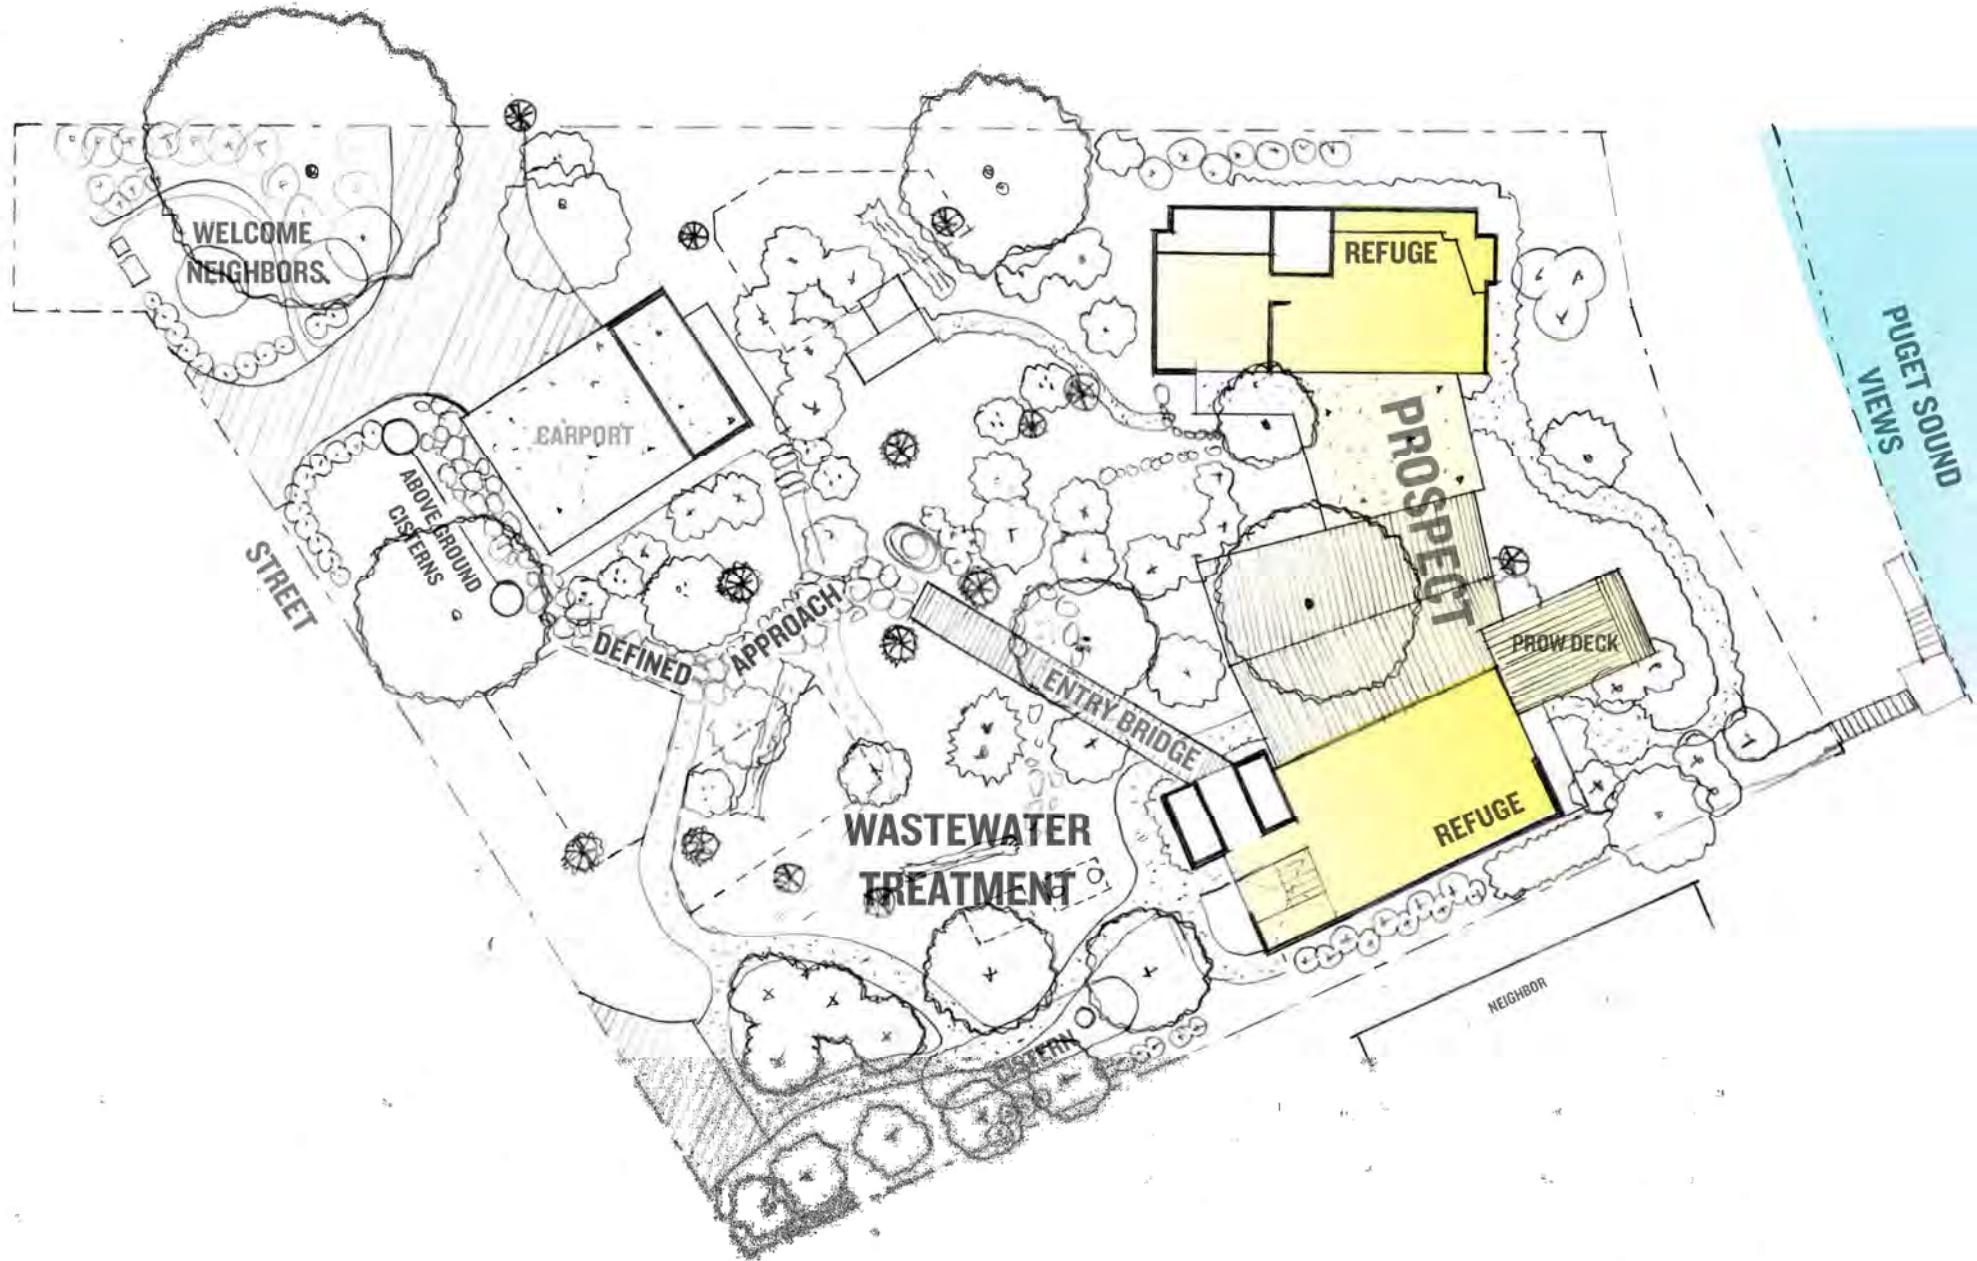 WELCOME
NEIGHBORS
REFUGE
PUGET SOUND
VIEWS
CARPORT
PROSPECT
ABOVE GROUND
CISTERNS
STREET
DEFINED APPROACH
PROW DECK
ENTRY BRIDGE
WASTEWATER
TREATMENT
REFUGE
NEIGHBOR
CISTERN